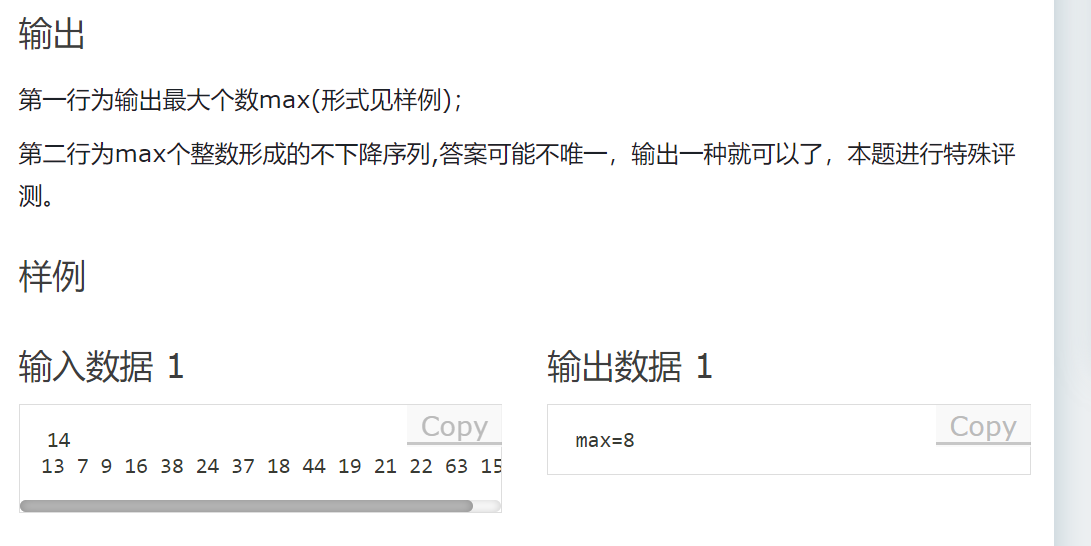 输出
第一行为输出最大个数max(形式见样例)；
第二行为max个整数形成的不下降序列,答案可能不唯一，输出一种就可以了，本题进行特殊评
测。
样例
输入数据 1
输出数据 1
Copy
14
13 7 9 16 38 24 37 18 44 19 21 22 63 15
Copy
max=8